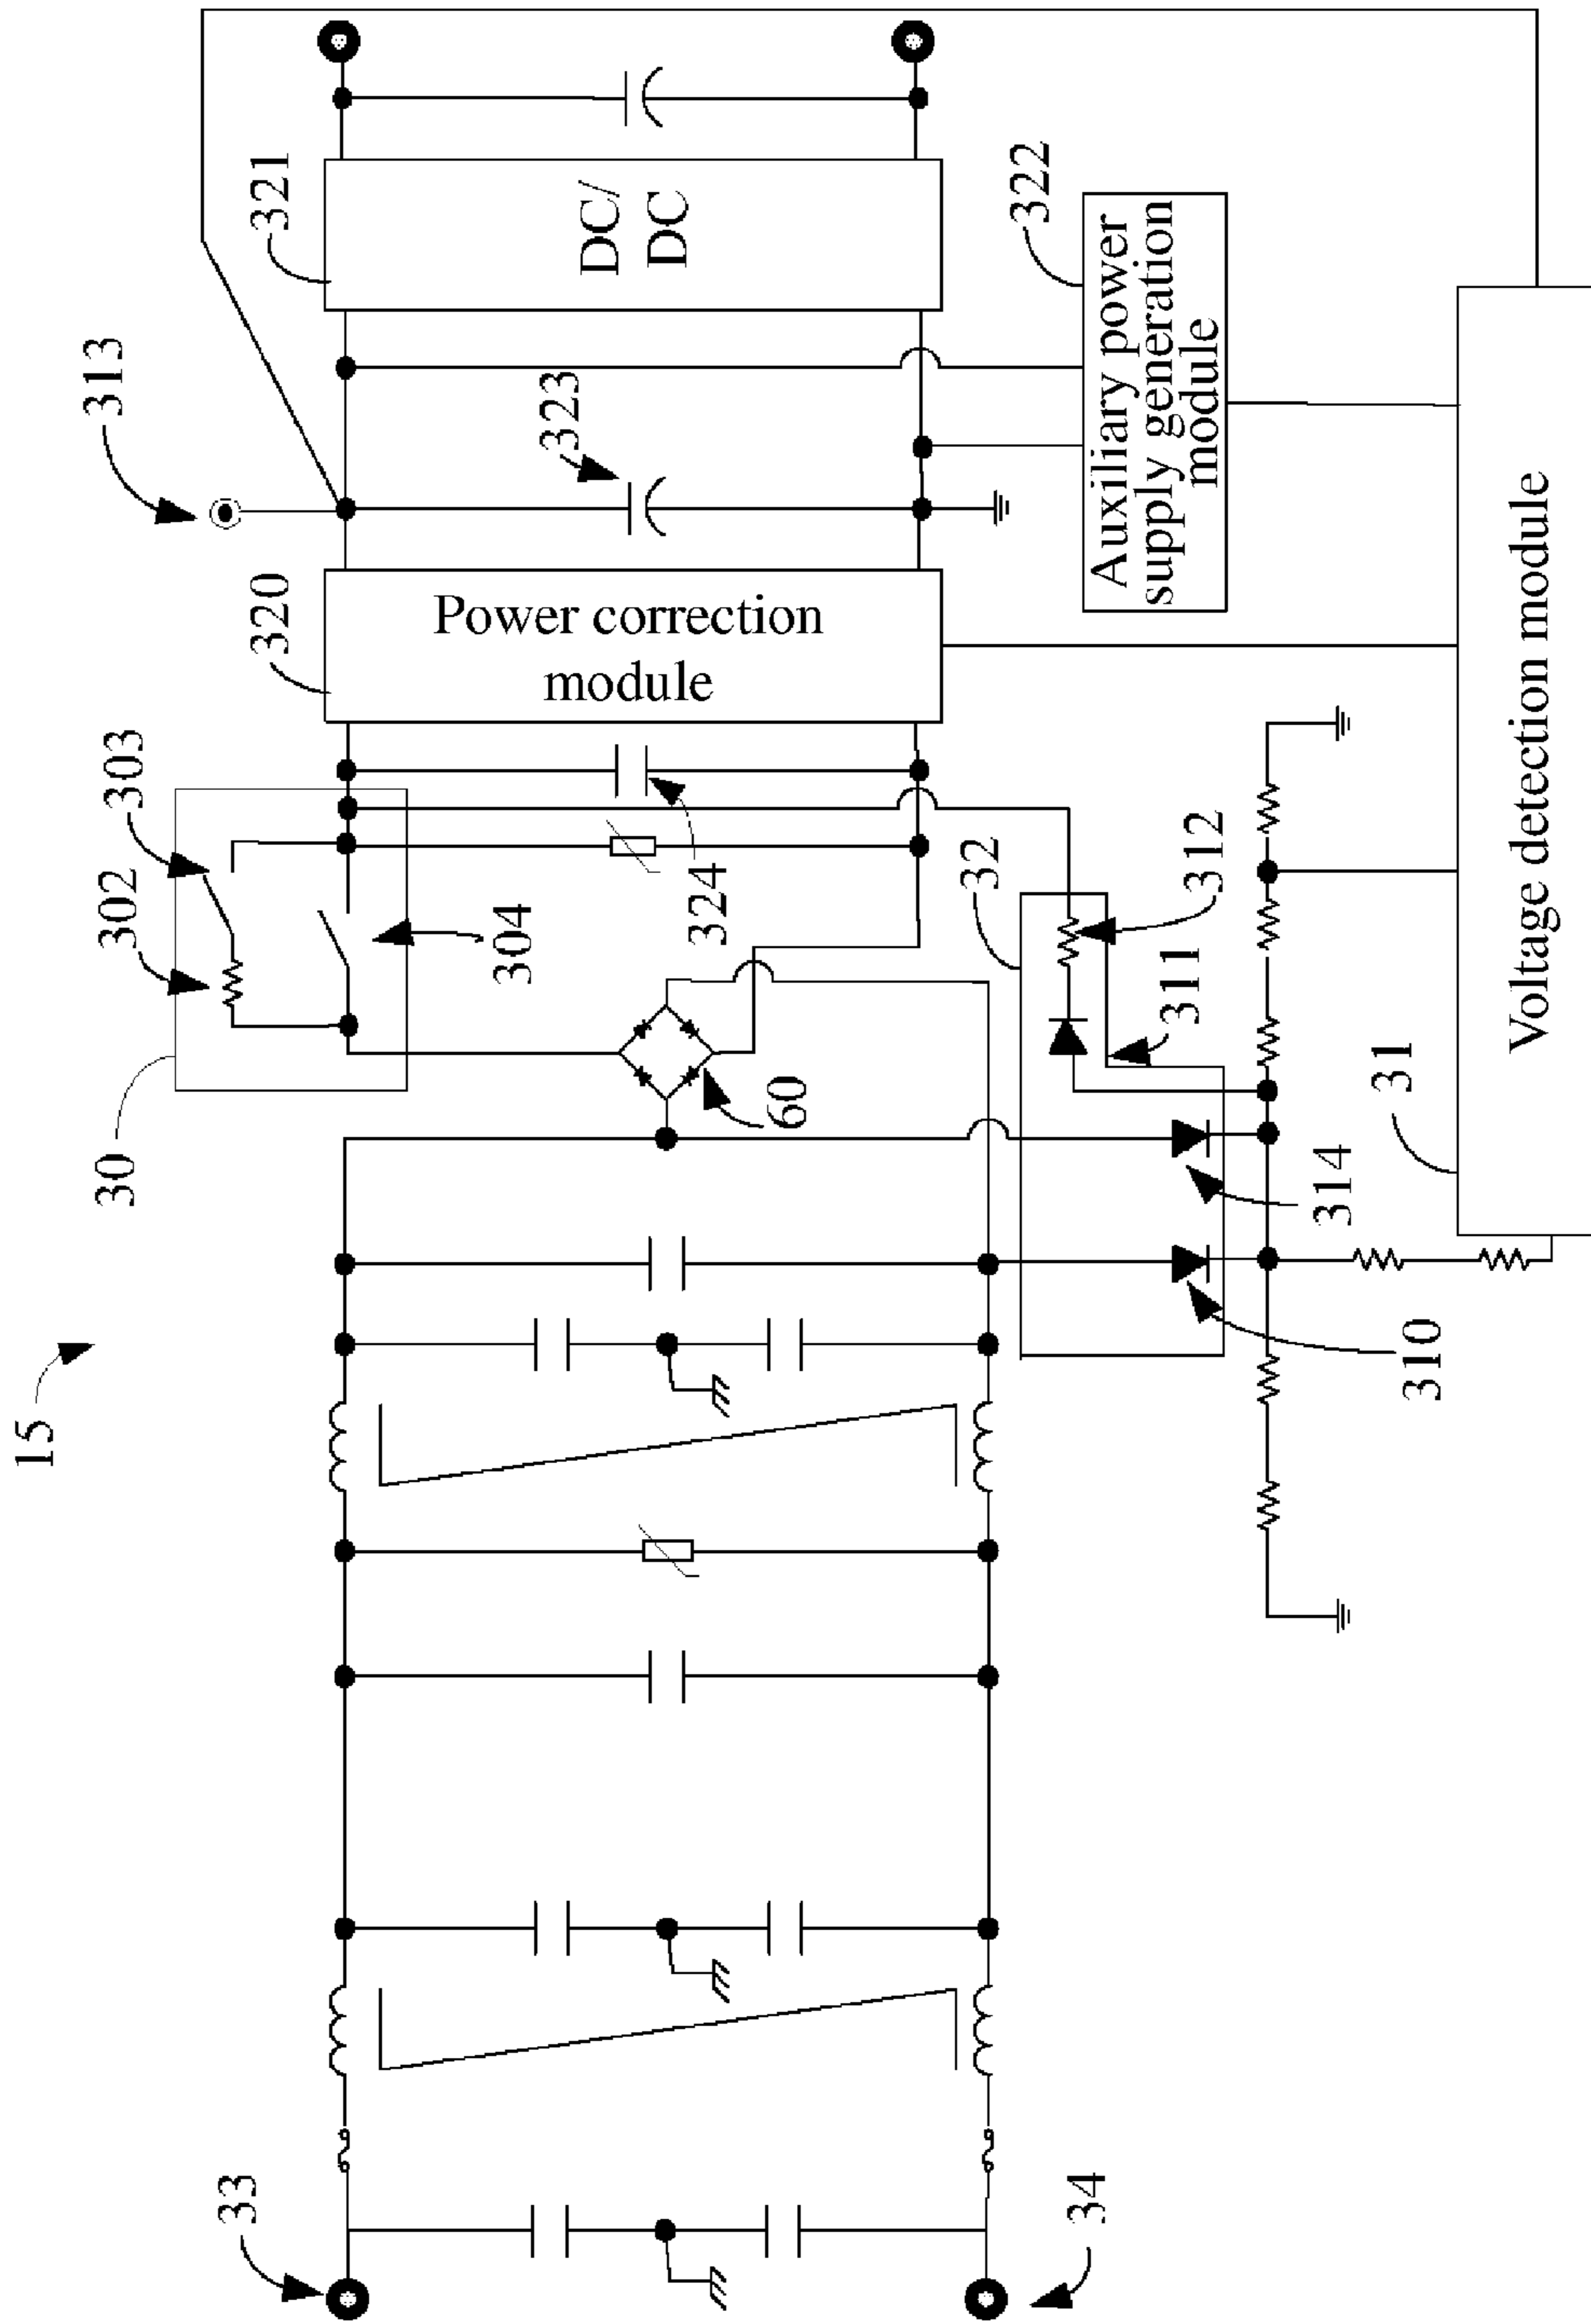 15
33
34
30
302
303
304
60
324
320
Power correction
module
313
323
321
DC/
DC
322
Auxiliary power
supply generation
module
32
312
311
314
310
31
Voltage detection module